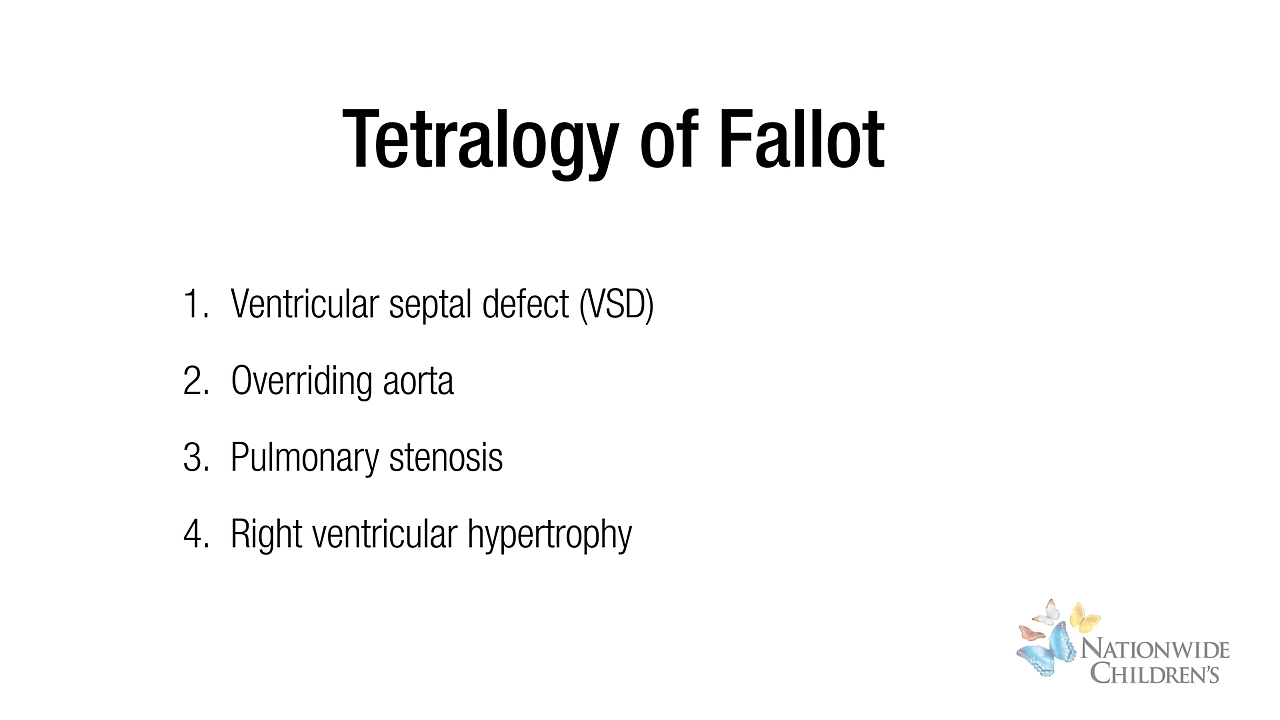 Tetralogy of Fallot
1. Ventricular septal defect (VSD)
2. Overriding aorta
3. Pulmonary stenosis
4. Right ventricular hypertrophy
NATIONWIDE
CHILDREN'S